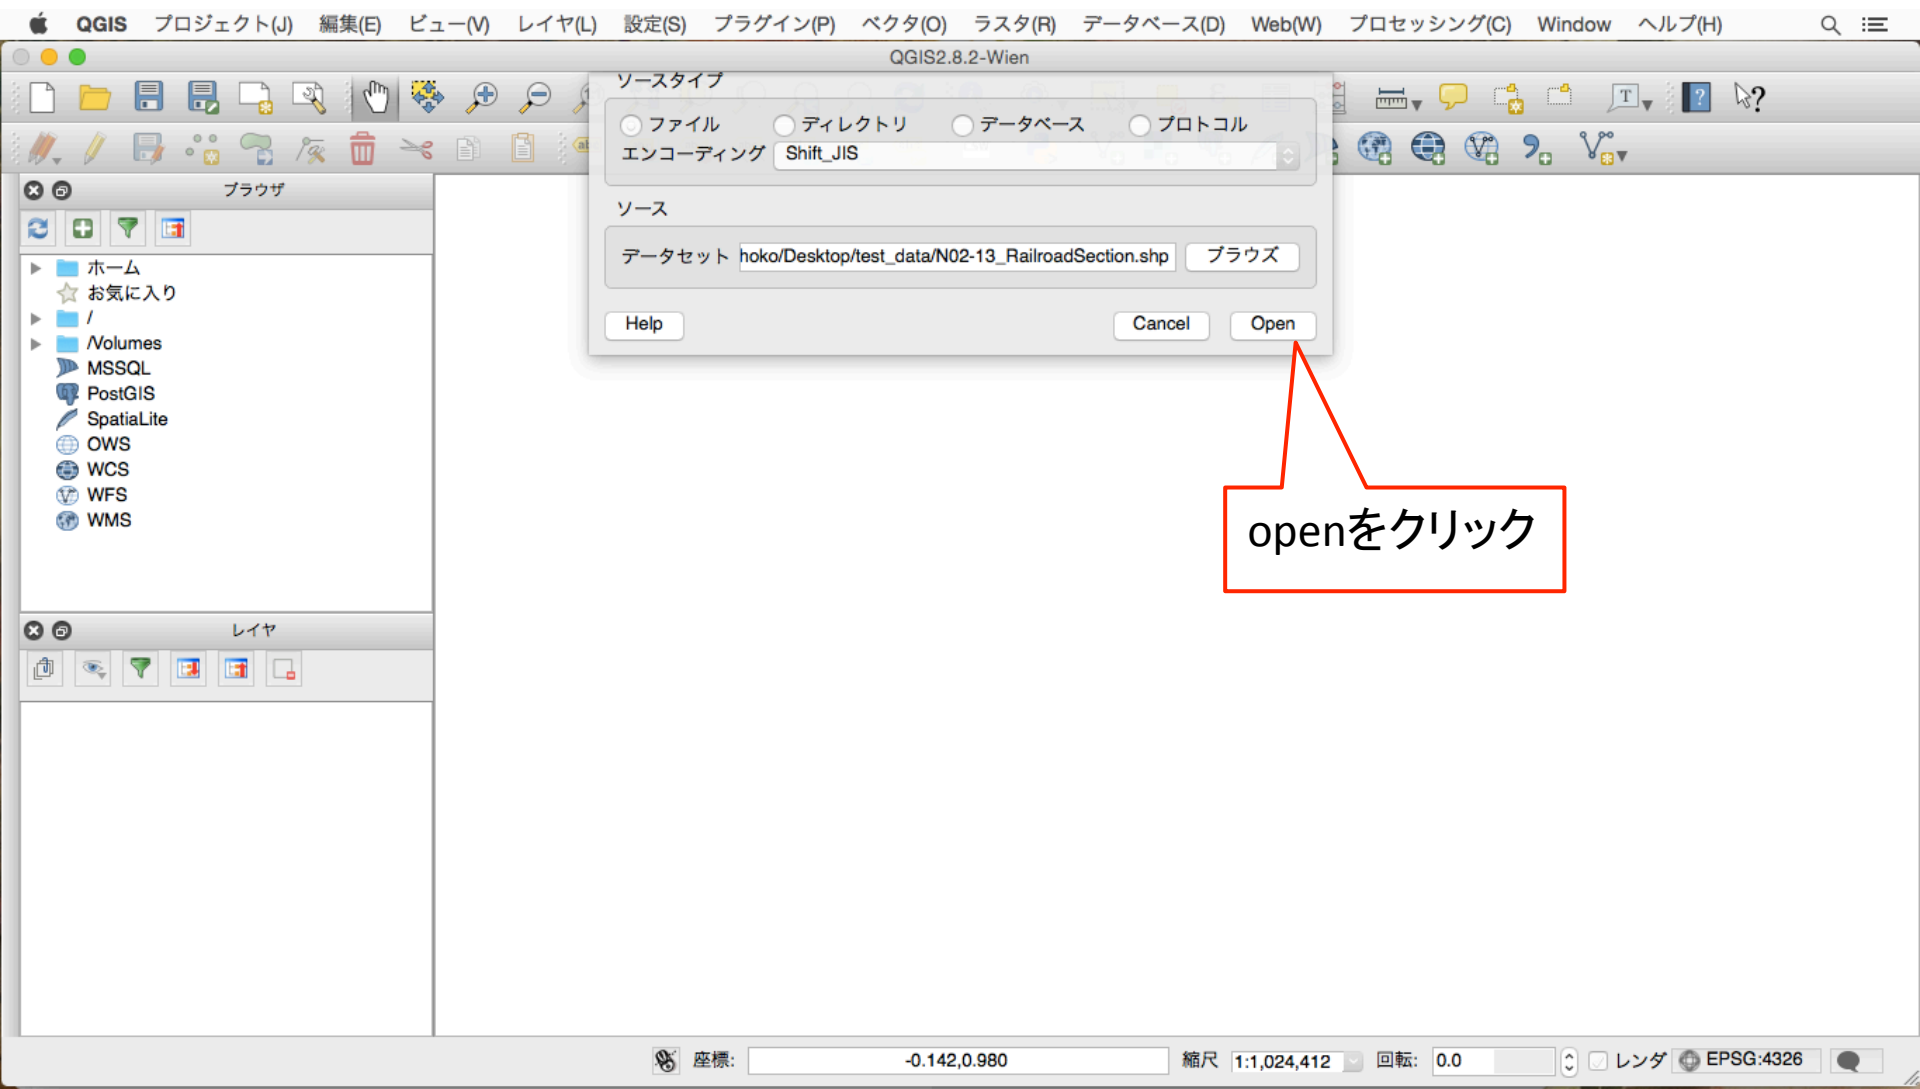 QGIS プロジェクト(J) 編集(E) ビュー(V) レイヤ(L) 設定(S) プラグイン(P) ベクタ(O) ラスタ(R) データベース(D) Web(W) プロセッシング(C) Window ヘルプ(H)
QGIS2.8.2-Wien
ソースタイプ
ファイル ディレクトリ データベース プロトコル
エンコーディング Shift_JIS
ソース
データセット hoko/Desktop/test_data/N02-13_RailroadSection.shp ブラウズ
Help Cancel Open
openをクリック
ブラウザ
ホーム
お気に入り
/
/Volumes
MSSQL
PostGIS
SpatiaLite
OWS
WCS
WFS
WMS
レイヤ
座標: -0.142,0.980 縮尺 1:1,024,412 回転: 0.0 レンダ EPSG:4326